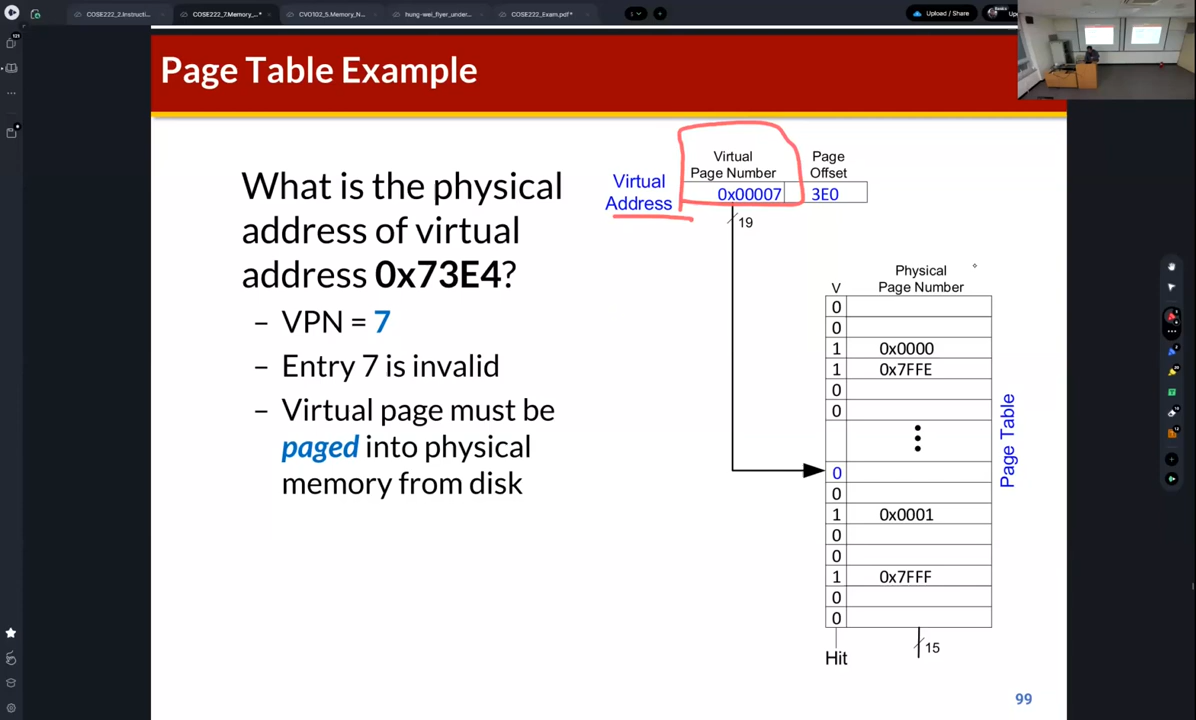 COSE222_2.Instructi...
COSE222_7.Memory_...*
CVO102_5.Memory_N...
hung-wei_flyer_under...
COSE222_Exam.pdf*
1
Upload / Share
Page Table Example
What is the physical
address of virtual
address 0x73E4?
– VPN = 7
– Entry 7 is invalid
– Virtual page must be
paged into physical
memory from disk
Virtual
Address
Virtual
Page Number
Page
Offset
0x00007
3E0
19
V
Physical
Page Number
0
0
1 0x0000
1 0x7FFE
0
0
0
0
1 0x0001
0
0
1 0x7FFF
0
0
Page Table
Hit
15
99